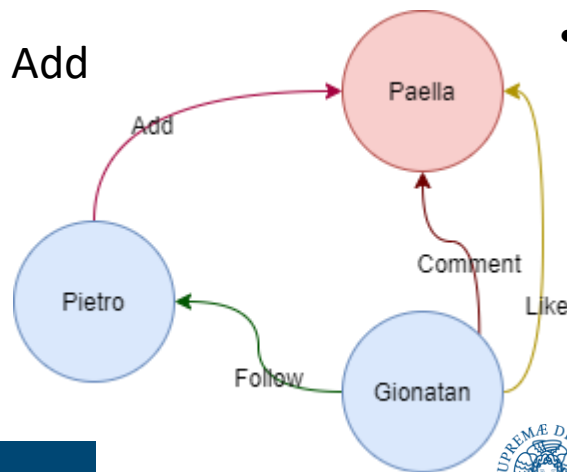 Add
Paella
Add
Comment
Pietro
Like
Follow
Gionatan